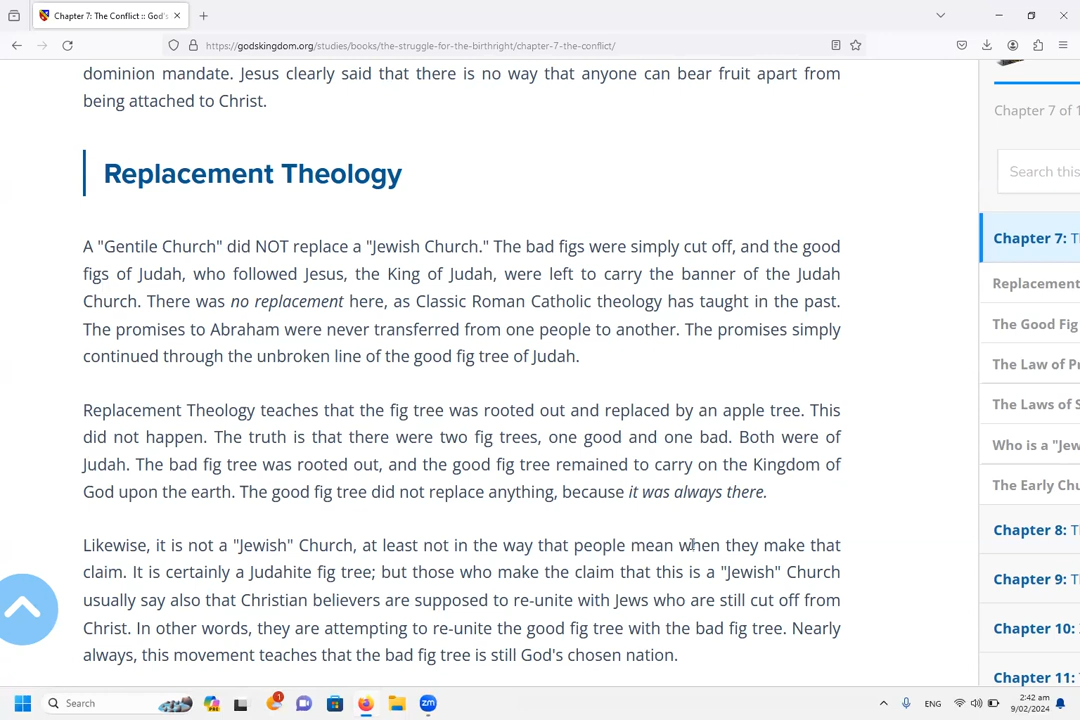 Chapter 7: The Conflict :: God's
https://godskingdom.org/studies/books/the-struggle-for-the-birthright/chapter-7-the-conflict/
dominion mandate. Jesus clearly said that there is no way that anyone can bear fruit apart from
being attached to Christ.
Replacement Theology
A "Gentile Church" did NOT replace a "Jewish Church." The bad figs were simply cut off, and the good
figs of Judah, who followed Jesus, the King of Judah, were left to carry the banner of the Judah
Church. There was no replacement here, as Classic Roman Catholic theology has taught in the past.
The promises to Abraham were never transferred from one people to another. The promises simply
continued through the unbroken line of the good fig tree of Judah.
Replacement Theology teaches that the fig tree was rooted out and replaced by an apple tree. This
did not happen. The truth is that there were two fig trees, one good and one bad. Both were of
Judah. The bad fig tree was rooted out, and the good fig tree remained to carry on the Kingdom of
God upon the earth. The good fig tree did not replace anything, because it was always there.
Likewise, it is not a "Jewish" Church, at least not in the way that people mean when they make that
claim. It is certainly a Judahite fig tree; but those who make the claim that this is a "Jewish" Church
usually say also that Christian believers are supposed to re-unite with Jews who are still cut off from
Christ. In other words, they are attempting to re-unite the good fig tree with the bad fig tree. Nearly
always, this movement teaches that the bad fig tree is still God's chosen nation.
Chapter 7 of 1
Search this
Chapter 7: T
Replacement
The Good Fig
The Law of P
The Laws of S
Who is a "Jew
The Early Chu
Chapter 8: T
Chapter 9: T
Chapter 10:
Chapter 11:
Search
1
zm
ENG
2:42 am
9/02/2024